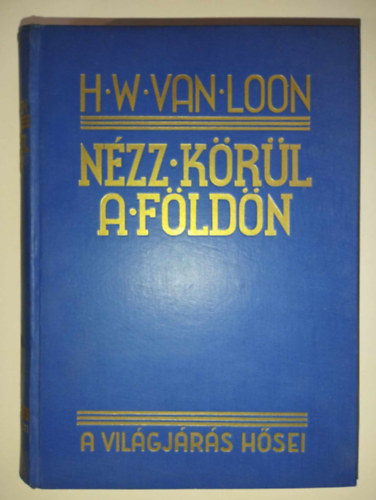 H·W·VAN·LOON
NÉZZ·KÖRÜL
A·FÖLDÖN
A VILÁGJÁRÁS HŐSEI